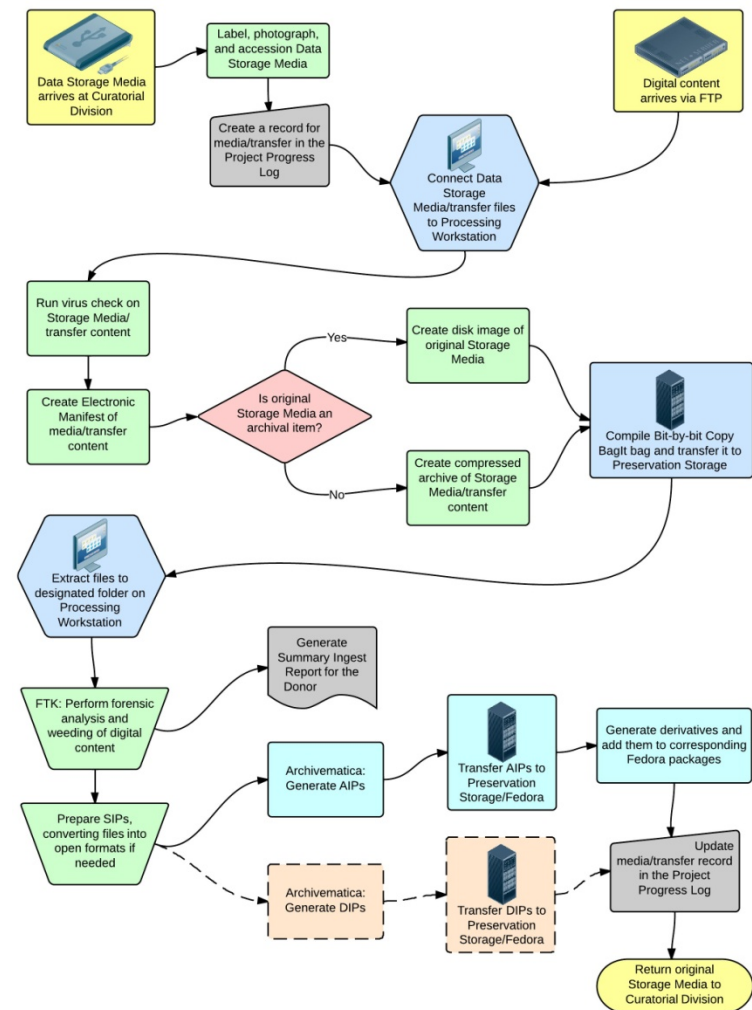 Data Storage Media
arrives at Curatorial
Division
Label, photograph,
and accession Data
Storage Media
Digital content
arrives via FTP
Create a record for
media/transfer in the
Project Progress
Log
Connect Data
Storage
Media/transfer files
to Processing
Workstation
Run virus check on
Storage Media/
transfer content
Create Electronic
Manifest of
media/transfer
content
Is original
Storage Media an
archival item?
Yes
No
Create disk image of
original Storage
Media
Create compressed
archive of Storage
Media/transfer
content
Compile Bit-by-bit Copy
BagIt bag and transfer it to
Preservation Storage
Extract files to
designated folder on
Processing
Workstation
Generate
Summary Ingest
Report for the
Donor
FTK: Perform forensic
analysis and
weeding of digital
content
Prepare SIPs,
converting files into
open formats if
needed
Archivematica:
Generate AIPs
Transfer AIPs to
Preservation
Storage/Fedora
Generate derivatives and
add them to corresponding
Fedora packages
Archivematica:
Generate DIPs
Transfer DIPs to
Preservation
Storage/Fedora
Update
media/transfer record
in the Project
Progress Log
Return original
Storage Media to
Curatorial Division